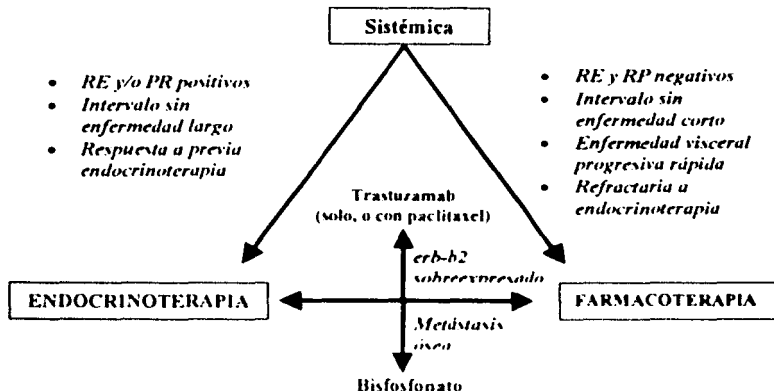 Sistémica
• RE y/o PR positivos
• Intervalo sin
enfermedad largo
• Respuesta a previa
endocrinoterapia
• RE y RP negativos
• Intervalo sin
enfermedad corto
• Enfermedad visceral
progresiva rápida
• Refractaria a
endocrinoterapia
Trastuzamab
(solo, o con paclitaxel)
erb-b2
sobreexpresado
ENDOCRINOTERAPIA
FARMACOTERAPIA
Metástasis
ósea
Bisfosfonato